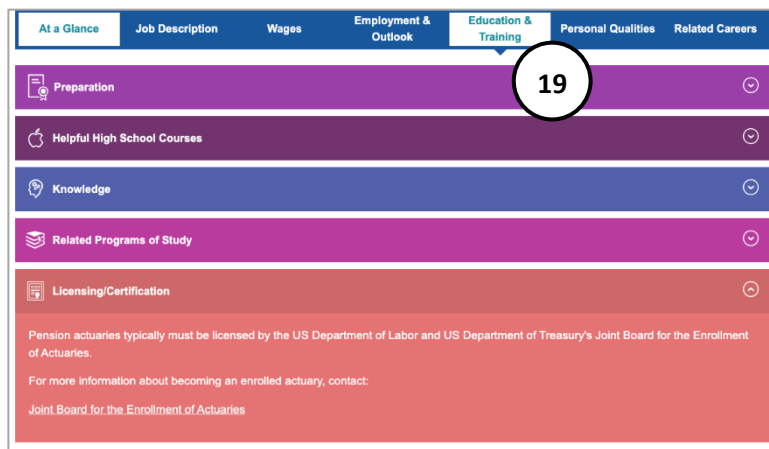 At a Glance
Job Description
Wages
Employment &
Outlook
Education &
Training
Personal Qualities
Related Careers
19
Preparation
Helpful High School Courses
Knowledge
Related Programs of Study
Licensing/Certification
Pension actuaries typically must be licensed by the US Department of Labor and US Department of Treasury's Joint Board for the Enrollment
of Actuaries.
For more information about becoming an enrolled actuary, contact:
Joint Board for the Enrollment of Actuaries